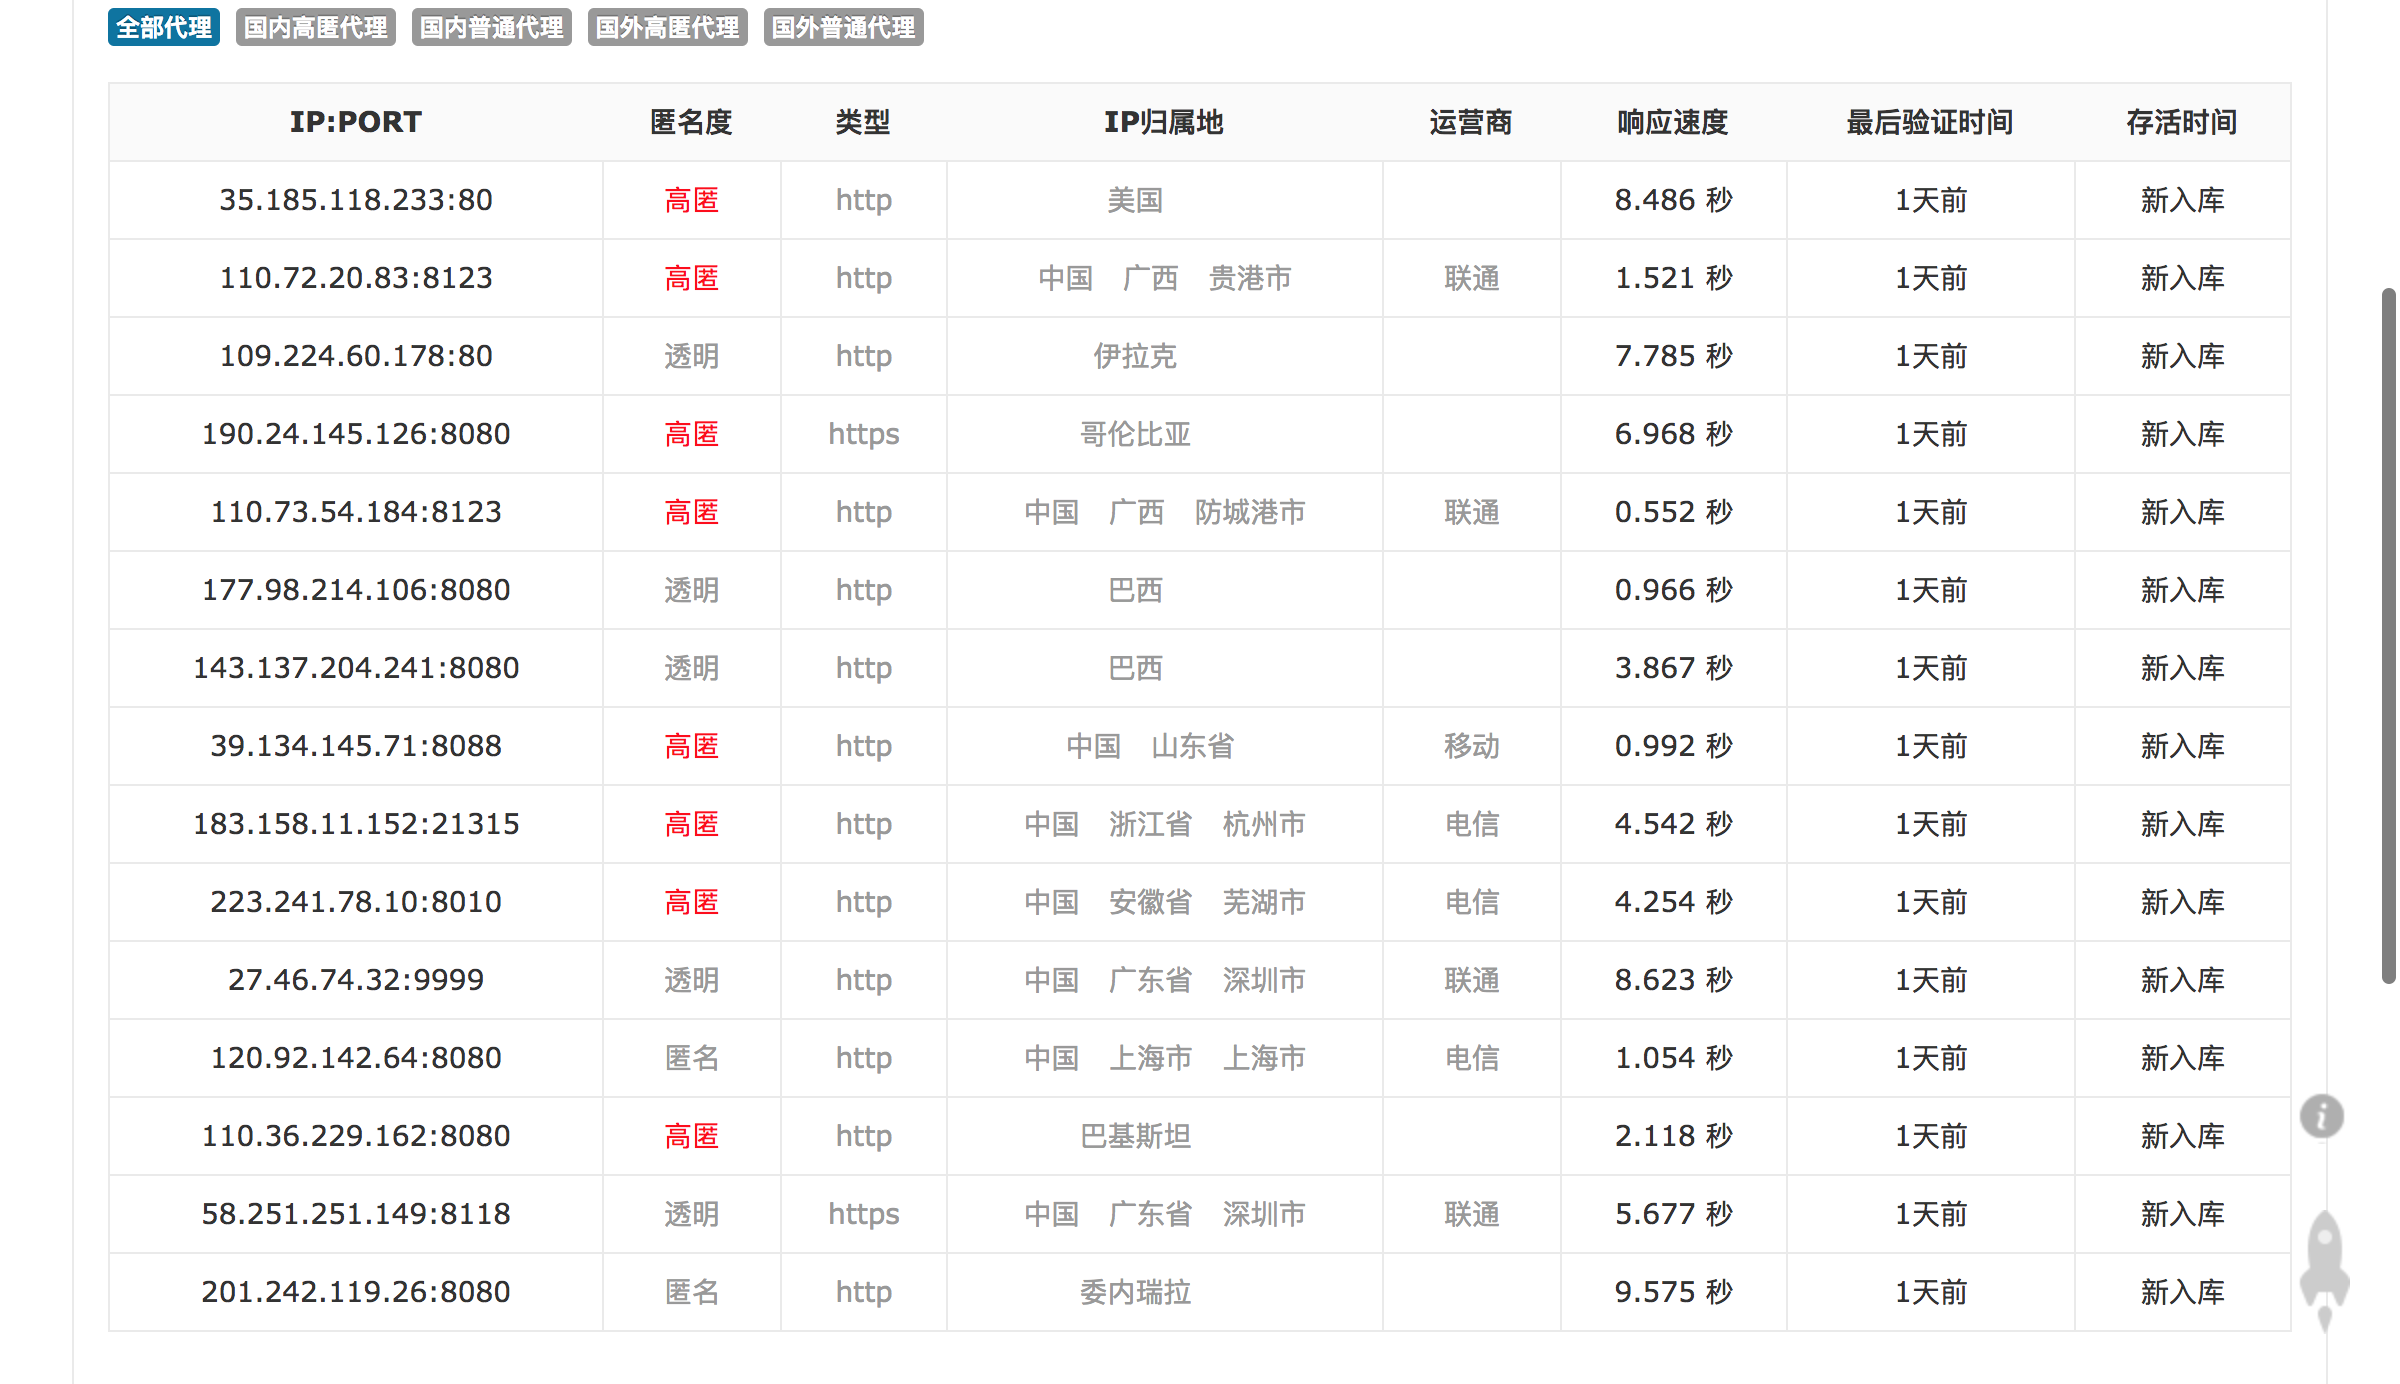 全部代理 国内高匿代理 国内普通代理 国外高匿代理 国外普通代理
IP:PORT 匿名度 类型 IP归属地 运营商 响应速度 最后验证时间 存活时间
35.185.118.233:80 高匿 http 美国 8.486 秒 1天前 新入库
110.72.20.83:8123 高匿 http 中国 广西 贵港市 联通 1.521 秒 1天前 新入库
109.224.60.178:80 透明 http 伊拉克 7.785 秒 1天前 新入库
190.24.145.126:8080 高匿 https 哥伦比亚 6.968 秒 1天前 新入库
110.73.54.184:8123 高匿 http 中国 广西 防城港市 联通 0.552 秒 1天前 新入库
177.98.214.106:8080 透明 http 巴西 0.966 秒 1天前 新入库
143.137.204.241:8080 透明 http 巴西 3.867 秒 1天前 新入库
39.134.145.71:8088 高匿 http 中国 山东省 移动 0.992 秒 1天前 新入库
183.158.11.152:21315 高匿 http 中国 浙江省 杭州市 电信 4.542 秒 1天前 新入库
223.241.78.10:8010 高匿 http 中国 安徽省 芜湖市 电信 4.254 秒 1天前 新入库
27.46.74.32:9999 透明 http 中国 广东省 深圳市 联通 8.623 秒 1天前 新入库
120.92.142.64:8080 匿名 http 中国 上海市 上海市 电信 1.054 秒 1天前 新入库
110.36.229.162:8080 高匿 http 巴基斯坦 2.118 秒 1天前 新入库
58.251.251.149:8118 透明 https 中国 广东省 深圳市 联通 5.677 秒 1天前 新入库
201.242.119.26:8080 匿名 http 委内瑞拉 9.575 秒 1天前 新入库